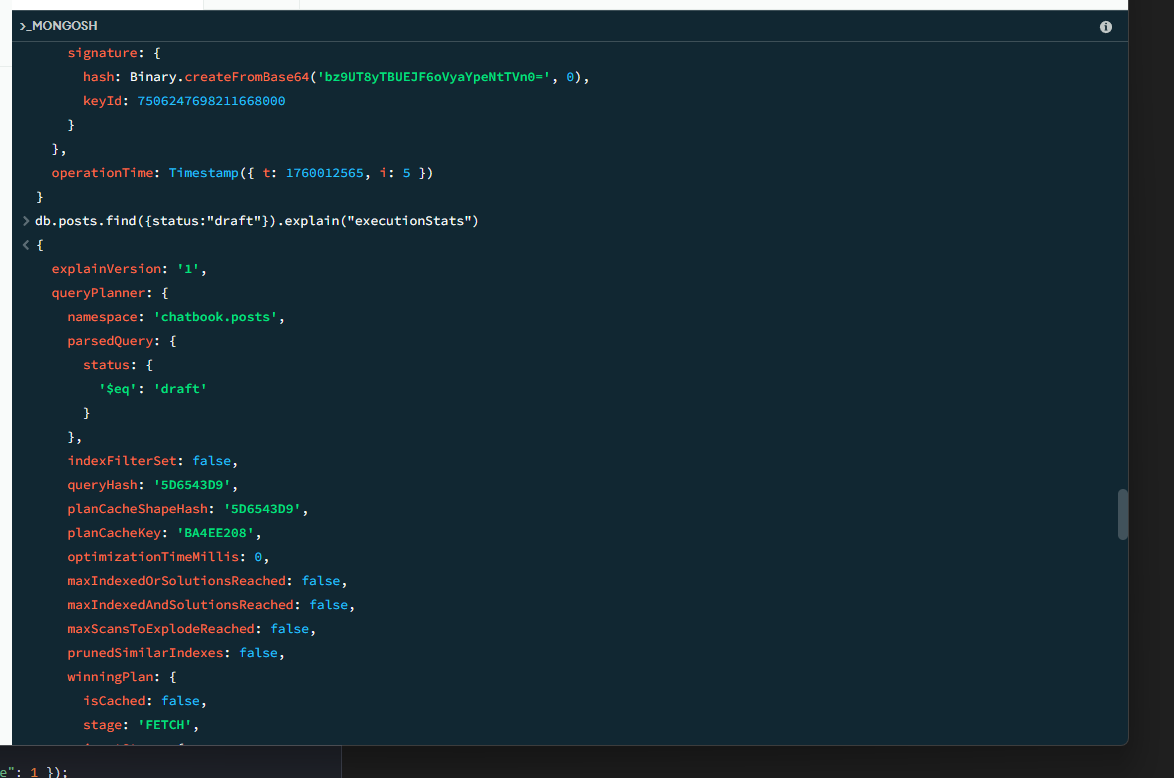 >_MONGOSH
signature: {
hash: Binary.createFromBase64('bz9UT8yTBUEJF6oVyaYpeNtTVn0=', 0),
keyId: 7506247698211668000
}
},
operationTime: Timestamp({ t: 1760012565, i: 5 })
}
> db.posts.find({status:"draft"}).explain("executionStats")
< {
explainVersion: '1',
queryPlanner: {
namespace: 'chatbook.posts',
parsedQuery: {
status: {
'$eq': 'draft'
}
},
indexFilterSet: false,
queryHash: '5D6543D9',
planCacheShapeHash: '5D6543D9',
planCacheKey: 'BA4EE208',
optimizationTimeMillis: 0,
maxIndexedOrSolutionsReached: false,
maxIndexedAndSolutionsReached: false,
maxScansToExplodeReached: false,
prunedSimilarIndexes: false,
winningPlan: {
isCached: false,
stage: 'FETCH',
e": 1 });